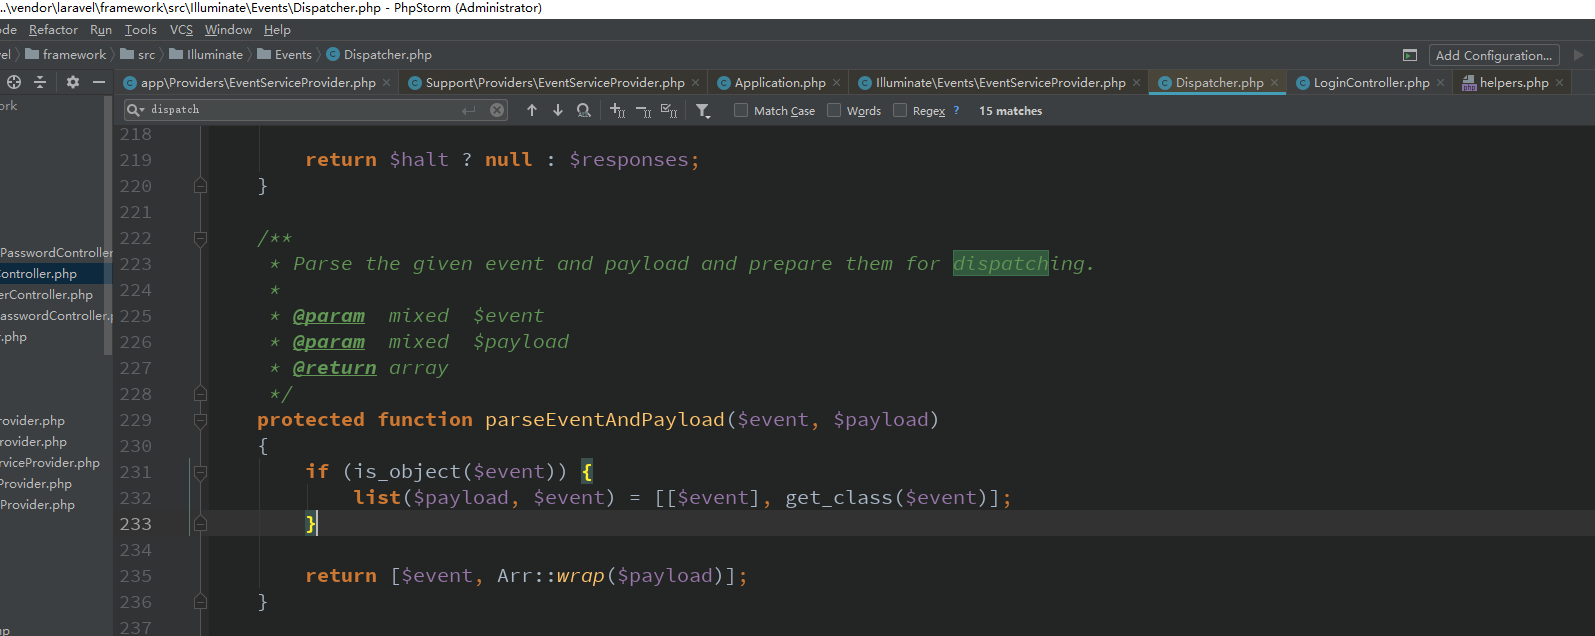 ..\vendor\laravel\framework\src\Illuminate\Events\Dispatcher.php - PhpStorm (Administrator)
ode Refactor Run Tools VCS Window Help
vel framework src Illuminate Events Dispatcher.php Add Configuration...
app\Providers\EventServiceProvider.php Support\Providers\EventServiceProvider.php Application.php Illuminate\Events\EventServiceProvider.php Dispatcher.php LoginController.php helpers.php
ork
dispatch Match Case Words Regex ? 15 matches
218
219 return $halt ? null : $responses;
220 }
221
222 /**
PasswordController
223 * Parse the given event and payload and prepare them for dispatching.
Controller.php
224 *
erController.php
225 * @param mixed $event
asswordController.p
226 * @param mixed $payload
r.php
227 * @return array
228 */
229 protected function parseEventAndPayload($event, $payload)
rovider.php
230 {
rovider.php
231 if (is_object($event)) {
rviceProvider.php
232 list($payload, $event) = [[$event], get_class($event)];
Provider.php
Provider.php
233 }
234
235 return [$event, Arr::wrap($payload)];
236 }
237
hp